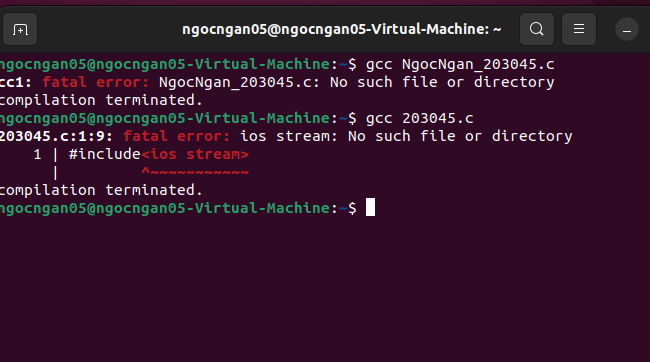 ngocngan05@ngocngan05-Virtual-Machine: ~
ngocngan05@ngocngan05-Virtual-Machine:~$ gcc NgocNgan_203045.c
cc1: fatal error: NgocNgan_203045.c: No such file or directory
compilation terminated.
ngocngan05@ngocngan05-Virtual-Machine:~$ gcc 203045.c
203045.c:1:9: fatal error: ios stream: No such file or directory
1 | #include<ios stream>
| ^~~~~~~~~~~~
compilation terminated.
ngocngan05@ngocngan05-Virtual-Machine:~$